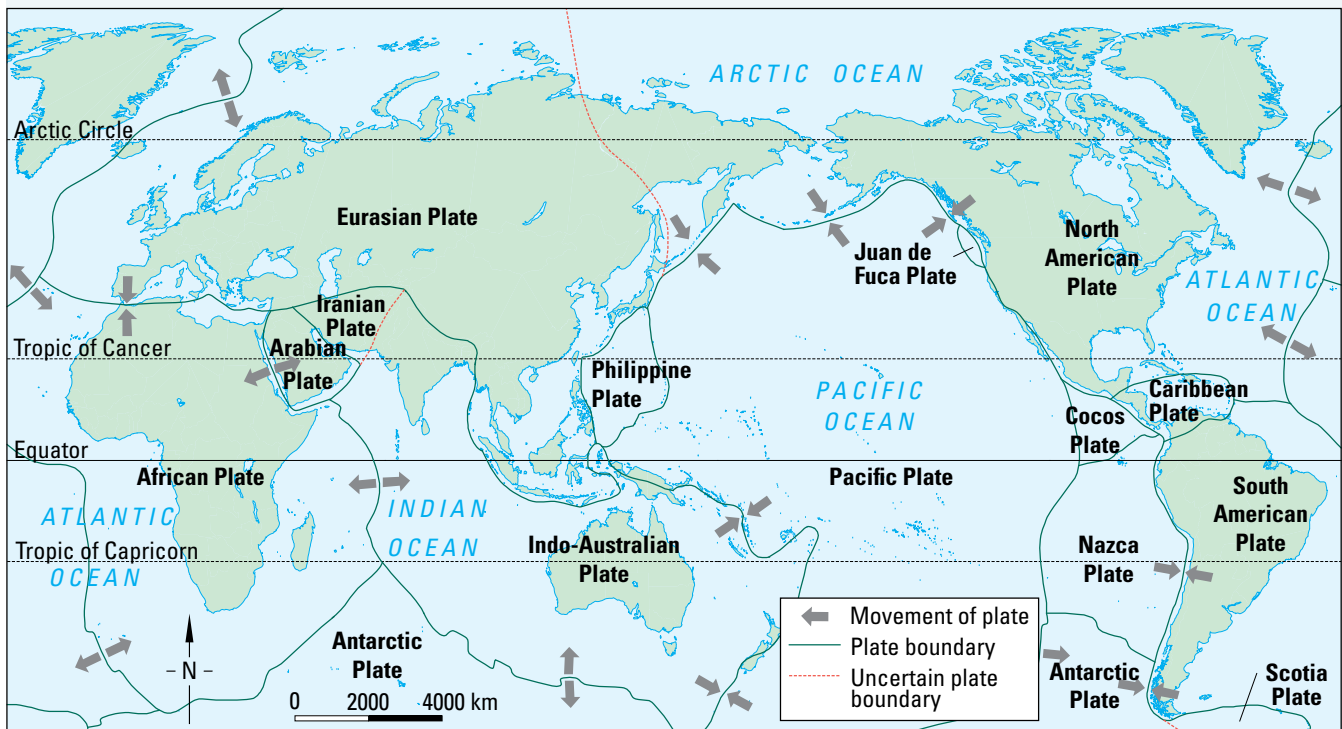 ARCTIC OCEAN
Arctic Circle
Eurasian Plate
Juan de
Fuca Plate
North
American
Plate
ATLANTIC
OCEAN
Iranian
Plate
Tropic of Cancer
Arabian
Plate
Philippine
Plate
PACIFIC
OCEAN
Caribbean
Plate
Cocos
Plate
Equator
African Plate
Pacific Plate
ATLANTIC
OCEAN
INDIAN
OCEAN
South
American
Plate
Tropic of Capricorn
Indo-Australian
Plate
Nazca
Plate
Antarctic
Plate
– N –
0 2000 4000 km
Movement of plate
Plate boundary
Uncertain plate
boundary
Antarctic
Plate
Scotia
Plate